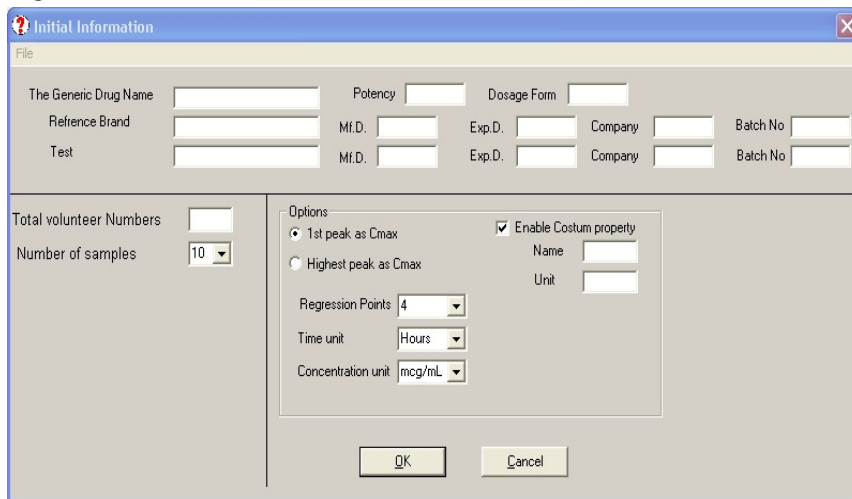 Initial Information
File
The Generic Drug Name Potency Dosage Form
Refrence Brand Mf.D. Exp.D. Company Batch No
Test Mf.D. Exp.D. Company Batch No
Total volunteer Numbers
Number of samples 10
Options
1st peak as Cmax Enable Costum property
Name
Highest peak as Cmax
Unit
Regression Points 4
Time unit Hours
Concentration unit mcg/mL
OK Cancel